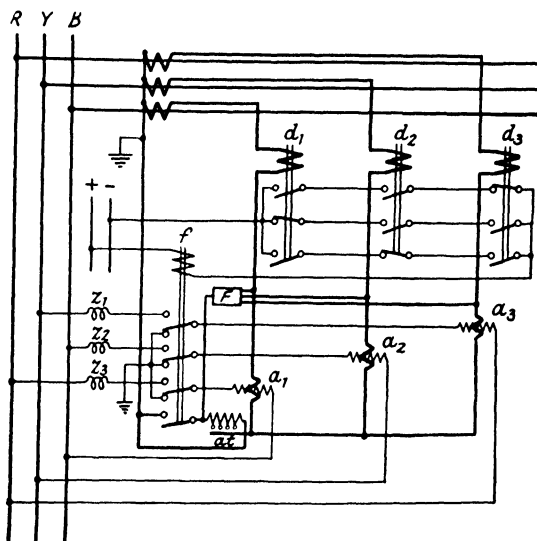 R Y B
d₁ d₂ d₃
+ -
f
F
Z₁
a₃
Z₂
a₂
Z₃
a₁
at